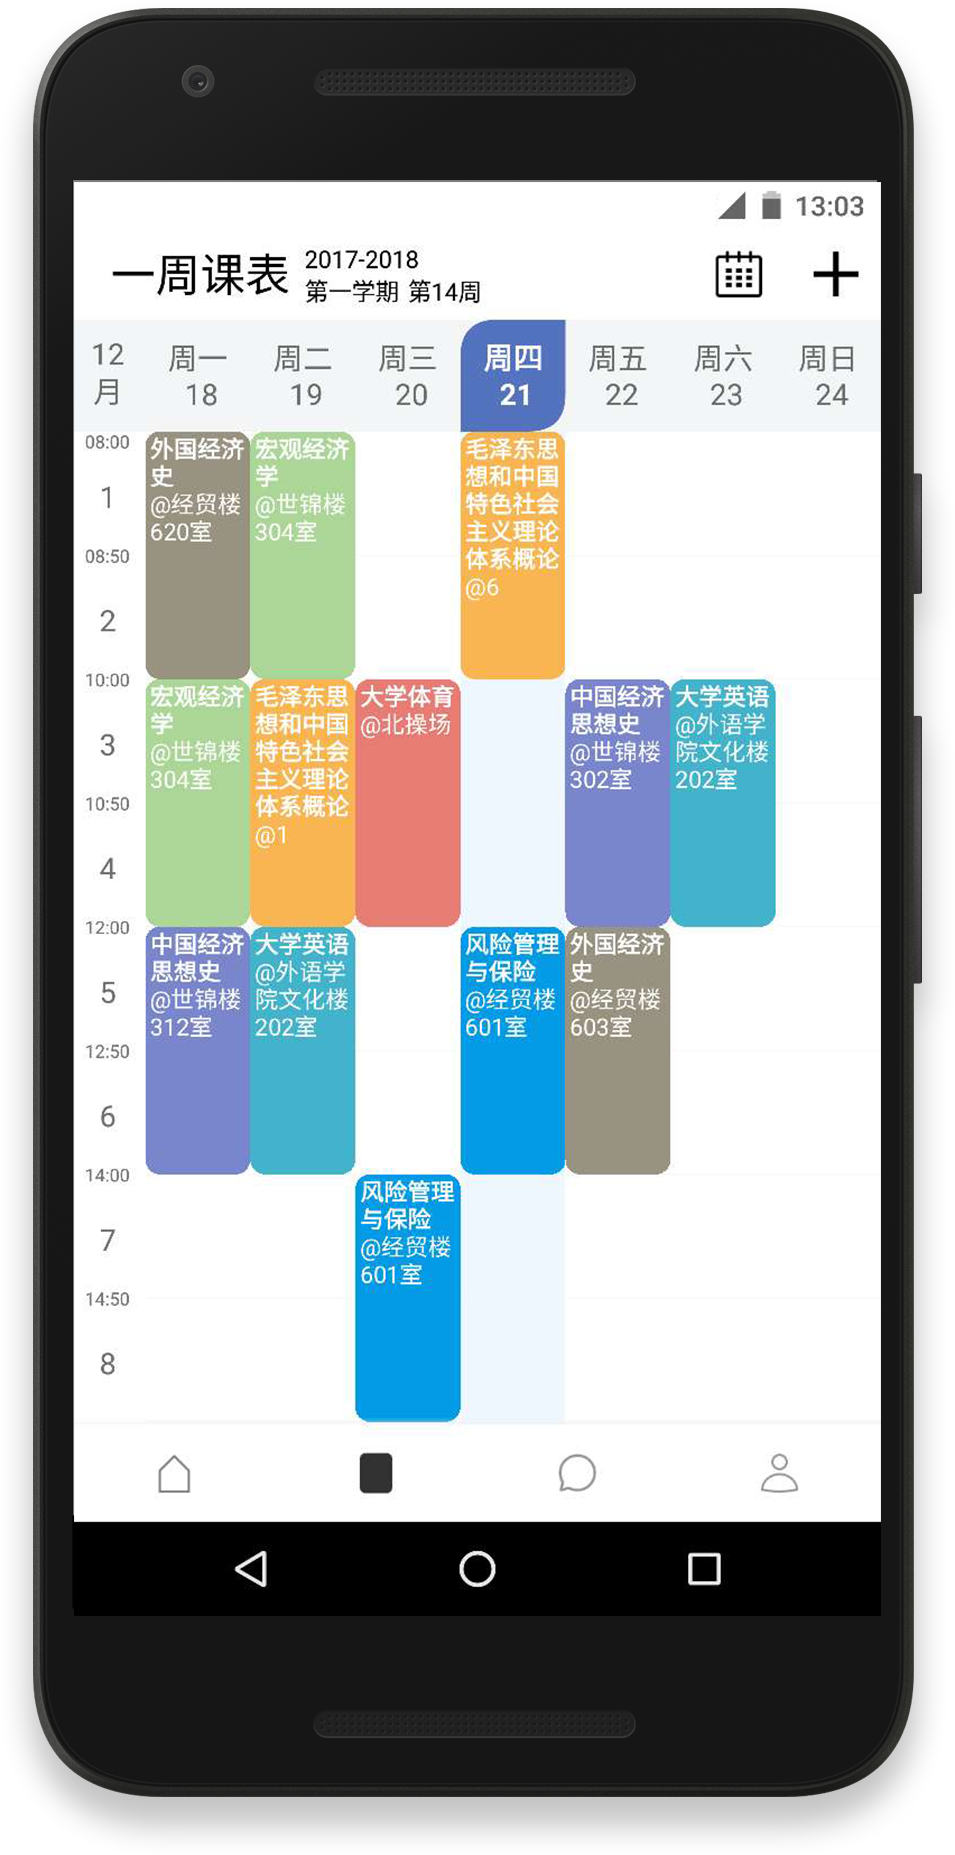 13:03
一周课表
2017-2018
第一学期 第14周
12
月
周一
18
周二
19
周三
20
周四
21
周五
22
周六
23
周日
24
08:00
1
08:50
2
10:00
3
10:50
4
12:00
5
12:50
6
14:00
7
14:50
8
外国经济
史
@经贸楼
620室
宏观经济
学
@世锦楼
304室
毛泽东思
想和中国
特色社会
主义理论
体系概论
@6
宏观经济
学
@世锦楼
304室
毛泽东思
想和中国
特色社会
主义理论
体系概论
@1
大学体育
@北操场
中国经济
思想史
@世锦楼
302室
大学英语
@外语学
院文化楼
202室
中国经济
思想史
@世锦楼
312室
大学英语
@外语学
院文化楼
202室
风险管理
与保险
@经贸楼
601室
外国经济
史
@经贸楼
603室
风险管理
与保险
@经贸楼
601室